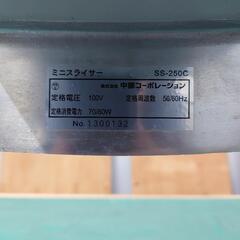 ミニスライサー SS-250C
株式会社 中部コーポレーション
定格電圧 100V 定格周波数 50/60Hz
定格消費電力 70/60W
No. 1300132